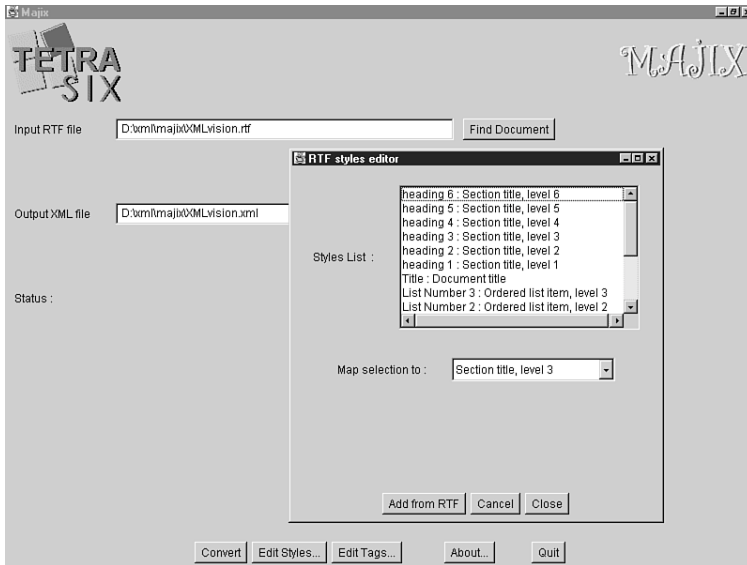 Majix
TETRA
SIX
MAJIX
Input RTF file
D:\xml\majix\XMLvision.rtf
Find Document
RTF styles editor
Output XML file
D:\xml\majix\XMLvision.xml
Styles List :
heading 6 : Section title, level 6
heading 5 : Section title, level 5
heading 4 : Section title, level 4
heading 3 : Section title, level 3
heading 2 : Section title, level 2
heading 1 : Section title, level 1
Title : Document title
List Number 3 : Ordered list item, level 3
List Number 2 : Ordered list item, level 2
Status :
Map selection to :
Section title, level 3
Add from RTF
Cancel
Close
Convert
Edit Styles...
Edit Tags...
About...
Quit